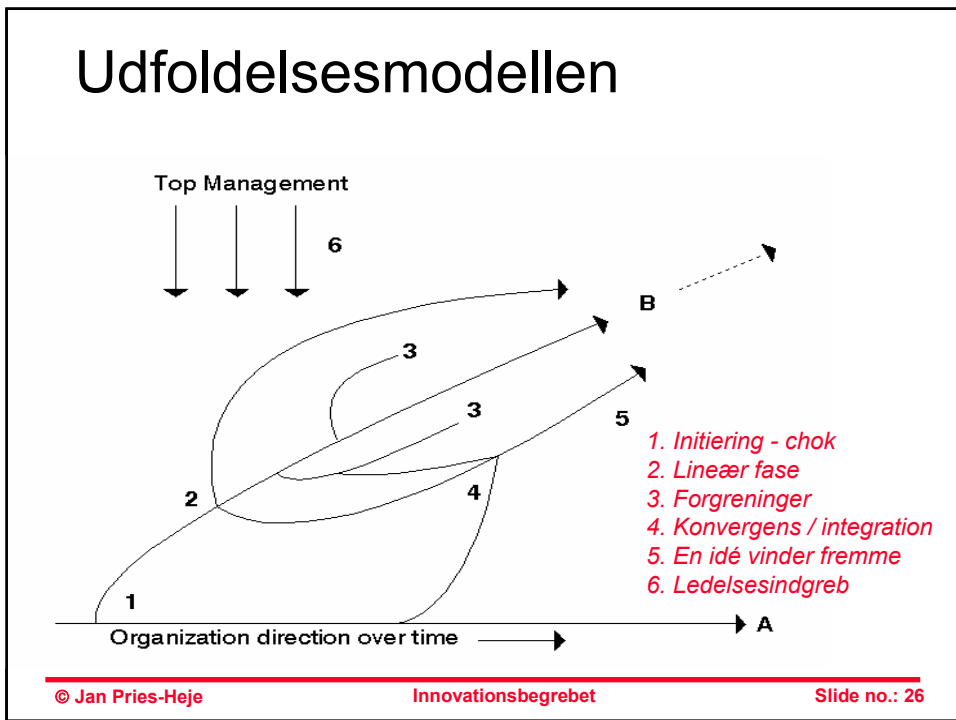 Udfoldelsesmodellen
Top Management
6
B
3
3
5
2
4
1
A
Organization direction over time
1. Initiering - chok
2. Lineær fase
3. Forgreninger
4. Konvergens / integration
5. En idé vinder fremme
6. Ledelsesindgreb
© Jan Pries-Heje
Innovationsbegrebet
Slide no.: 26